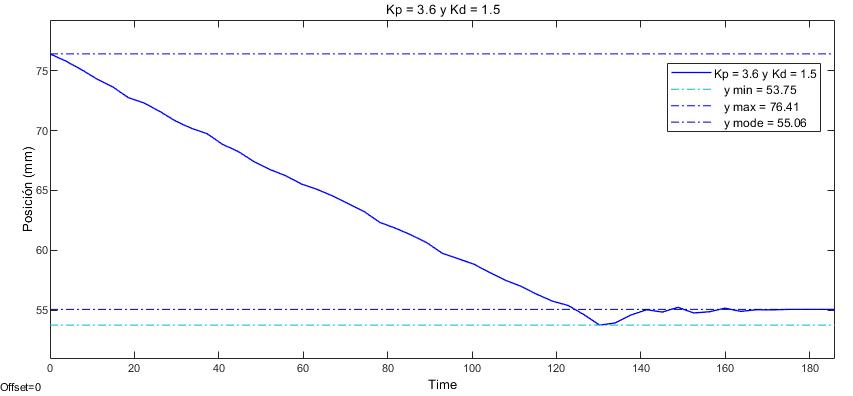 Kp = 3.6 y Kd = 1.5
Kp = 3.6 y Kd = 1.5
y min = 53.75
y max = 76.41
y mode = 55.06
Posición (mm)
75
70
65
60
55
0 20 40 60 80 100 120 140 160 180
Time
Offset=0